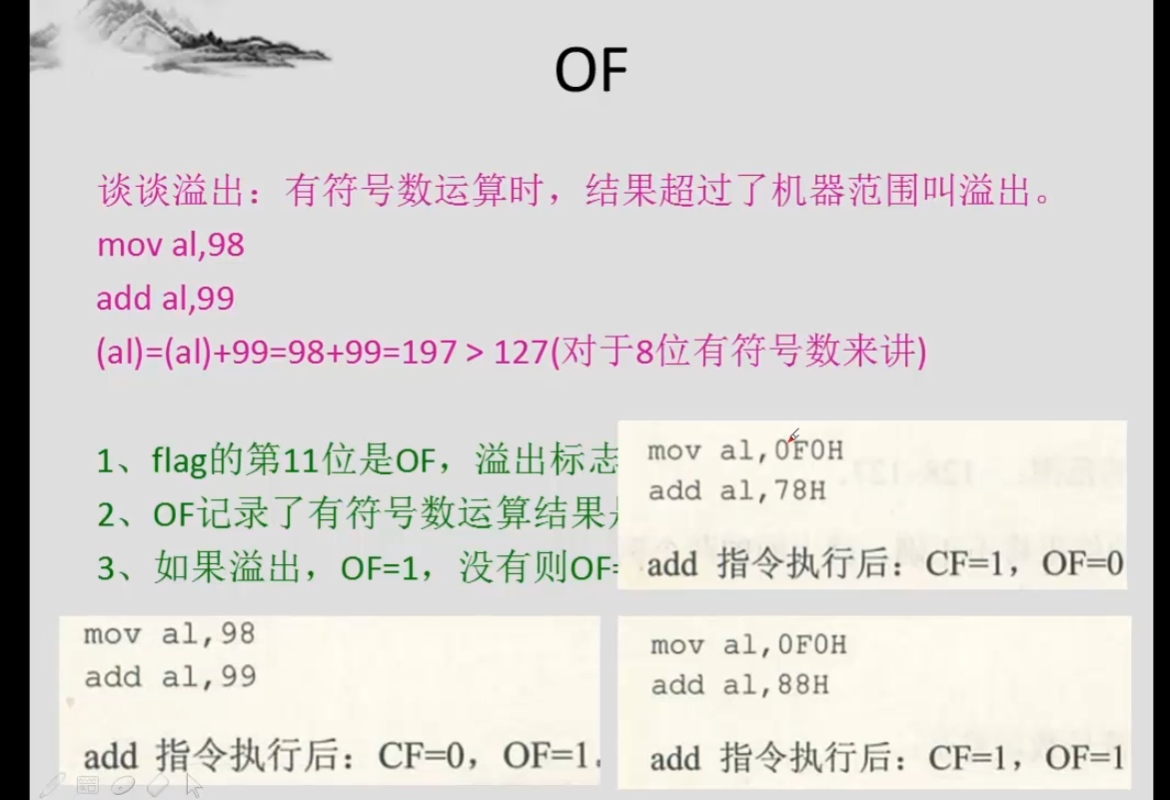 OF
谈谈溢出：有符号数运算时，结果超过了机器范围叫溢出。
mov al,98
add al,99
(al)=(al)+99=98+99=197 > 127(对于8位有符号数来讲)
1、flag的第11位是OF，溢出标志
2、OF记录了有符号数运算结果
3、如果溢出，OF=1，没有则OF=
mov al,0F0H
add al,78H
add 指令执行后：CF=1，OF=0
mov al,98
add al,99
add 指令执行后：CF=0，OF=1.
mov al,0F0H
add al,88H
add 指令执行后：CF=1，OF=1